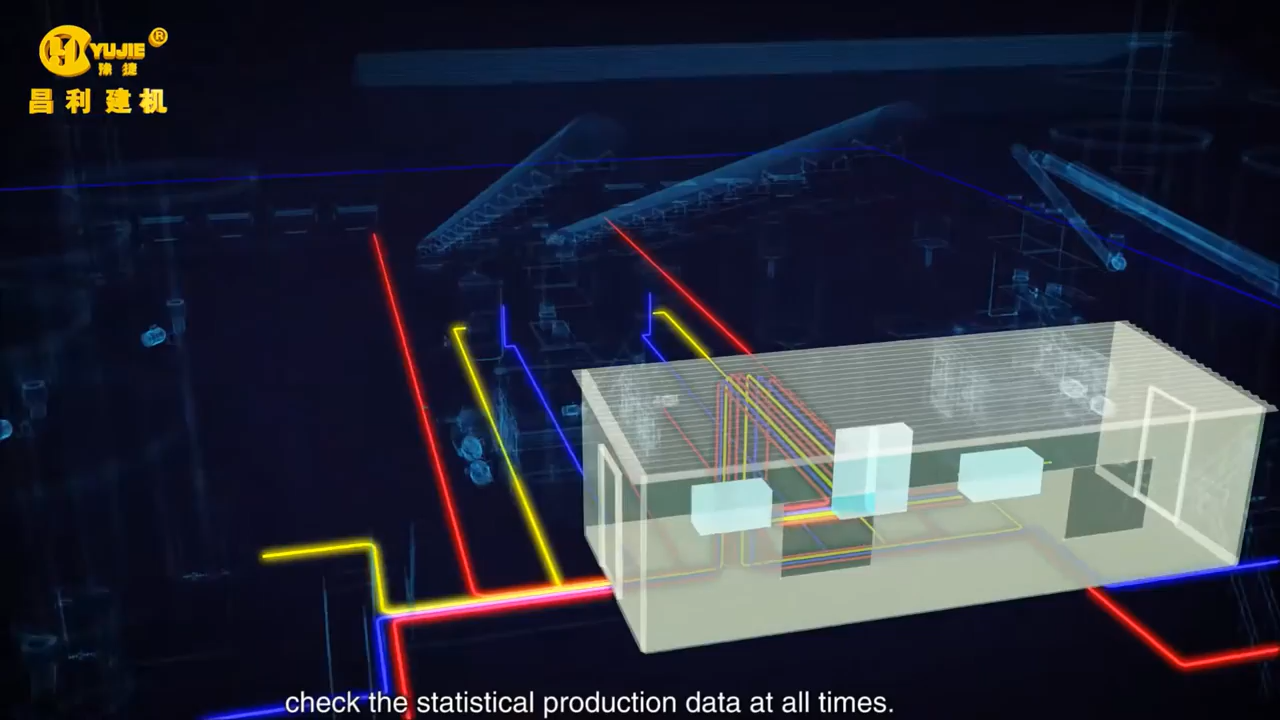 YUJIE®
豫捷
昌利建机
check the statistical production data at all times.